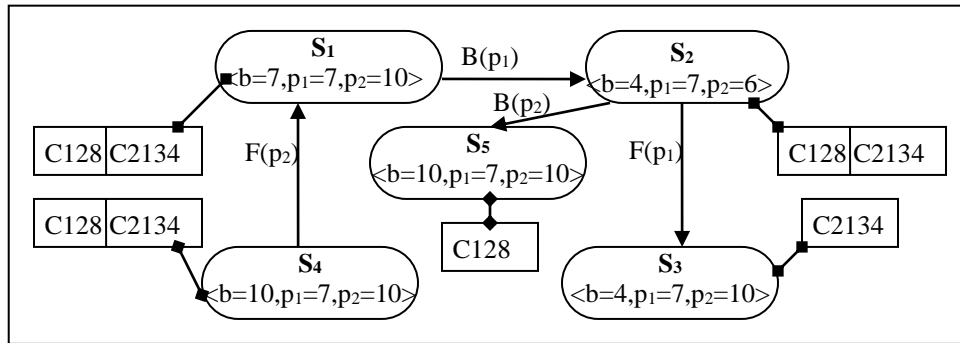 S₁
<b=7,p₁=7,p₂=10>
B(p₁)
S₂
<b=4,p₁=7,p₂=6>
B(p₂)
C128 C2134
F(p₂)
S₅
<b=10,p₁=7,p₂=10>
F(p₁)
C128 C2134
C128 C2134
C128
C2134
S₄
<b=10,p₁=7,p₂=10>
S₃
<b=4,p₁=7,p₂=10>